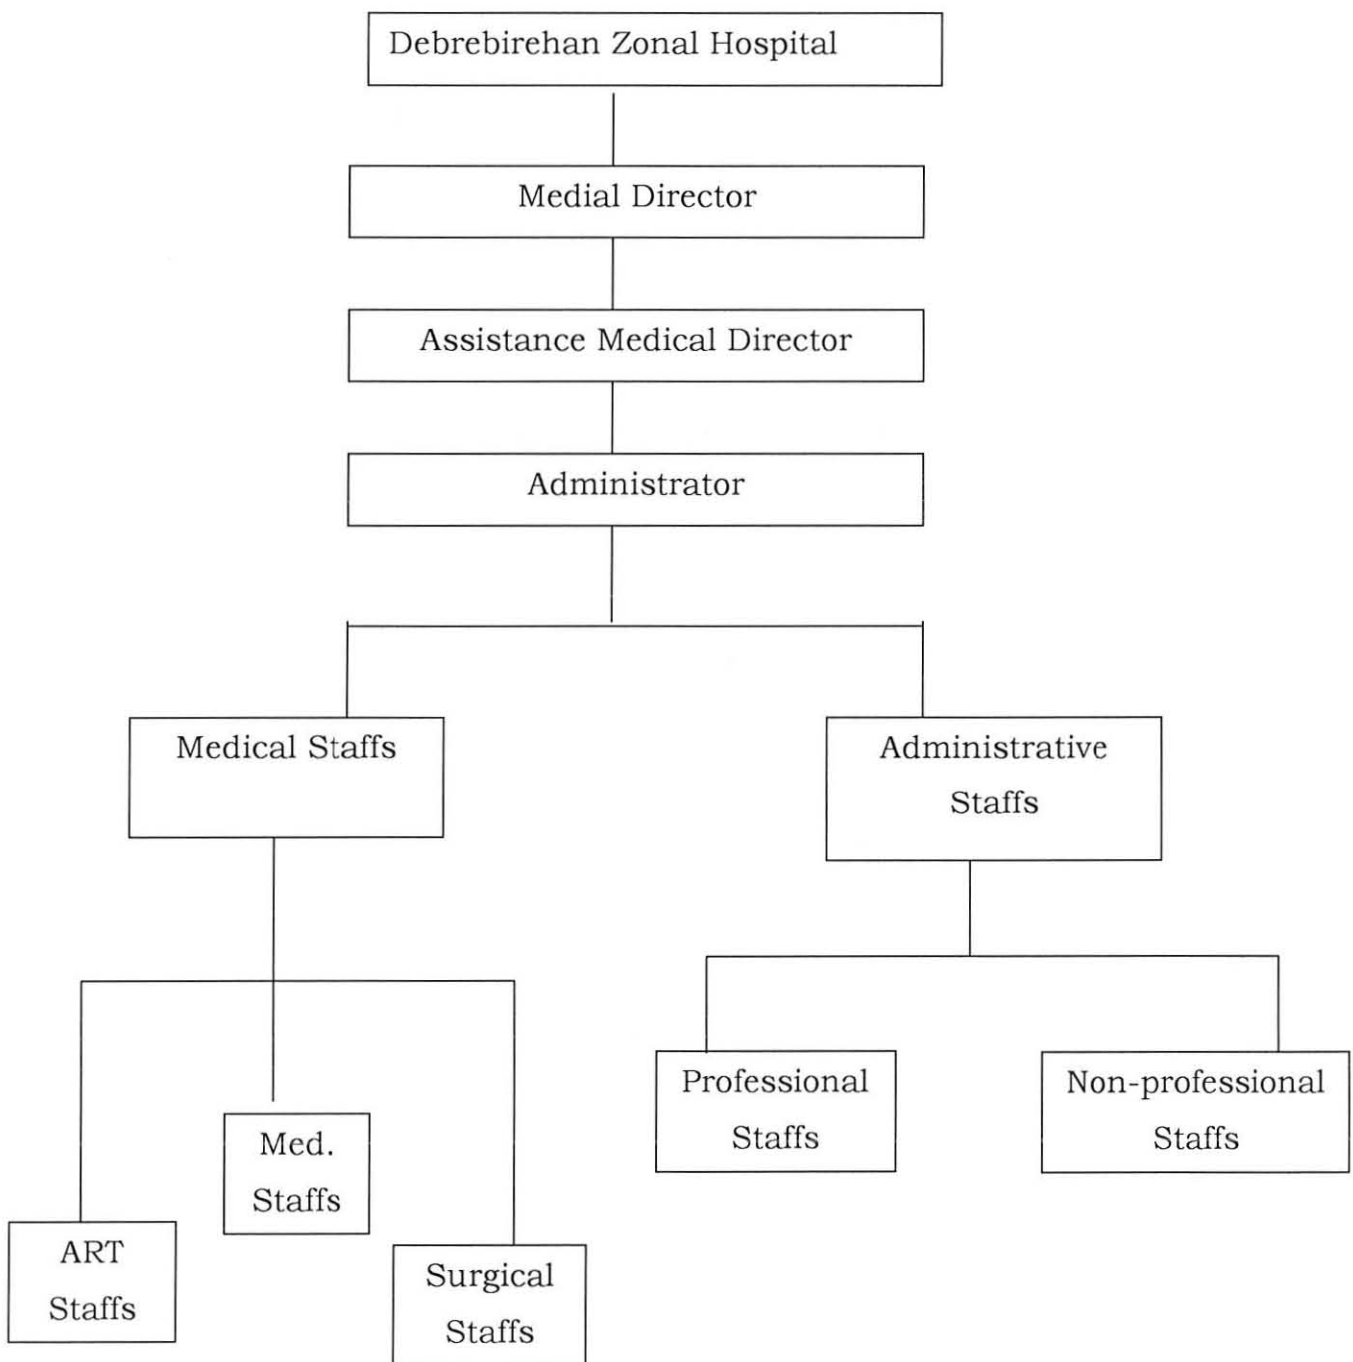 Debrebirehan Zonal Hospital
Medial Director
Assistance Medical Director
Administrator
Medical Staffs
Administrative
Staffs
Professional
Staffs
Non-professional
Staffs
Med.
Staffs
ART
Staffs
Surgical
Staffs